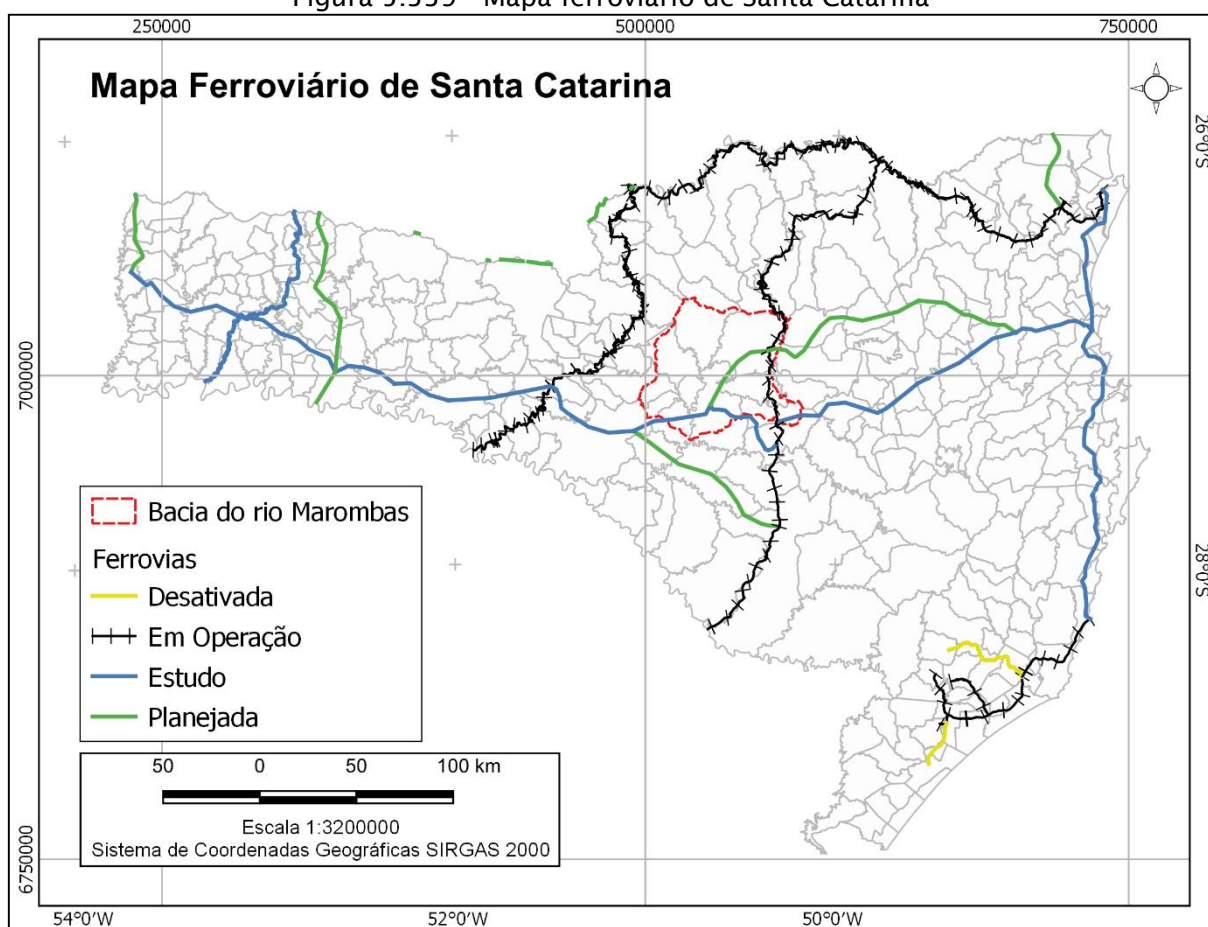 Figura 5.339 - Mapa ferroviário de Santa Catarina
250000
500000
750000
Mapa Ferroviário de Santa Catarina
26°0'S
7000000
Bacia do rio Marombas
Ferrovias
Desativada
Em Operação
Estudo
Planejada
28°0'S
50 0 50 100 km
Escala 1:3200000
Sistema de Coordenadas Geográficas SIRGAS 2000
6750000
54°0'W
52°0'W
50°0'W